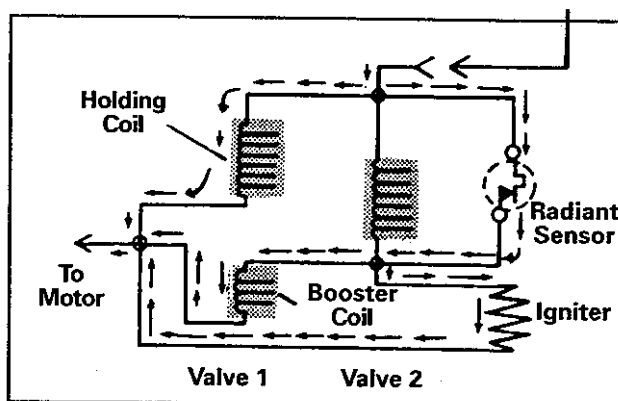 Holding
Coil
Radiant
Sensor
To
Motor
Booster
Coil
Igniter
Valve 1 Valve 2